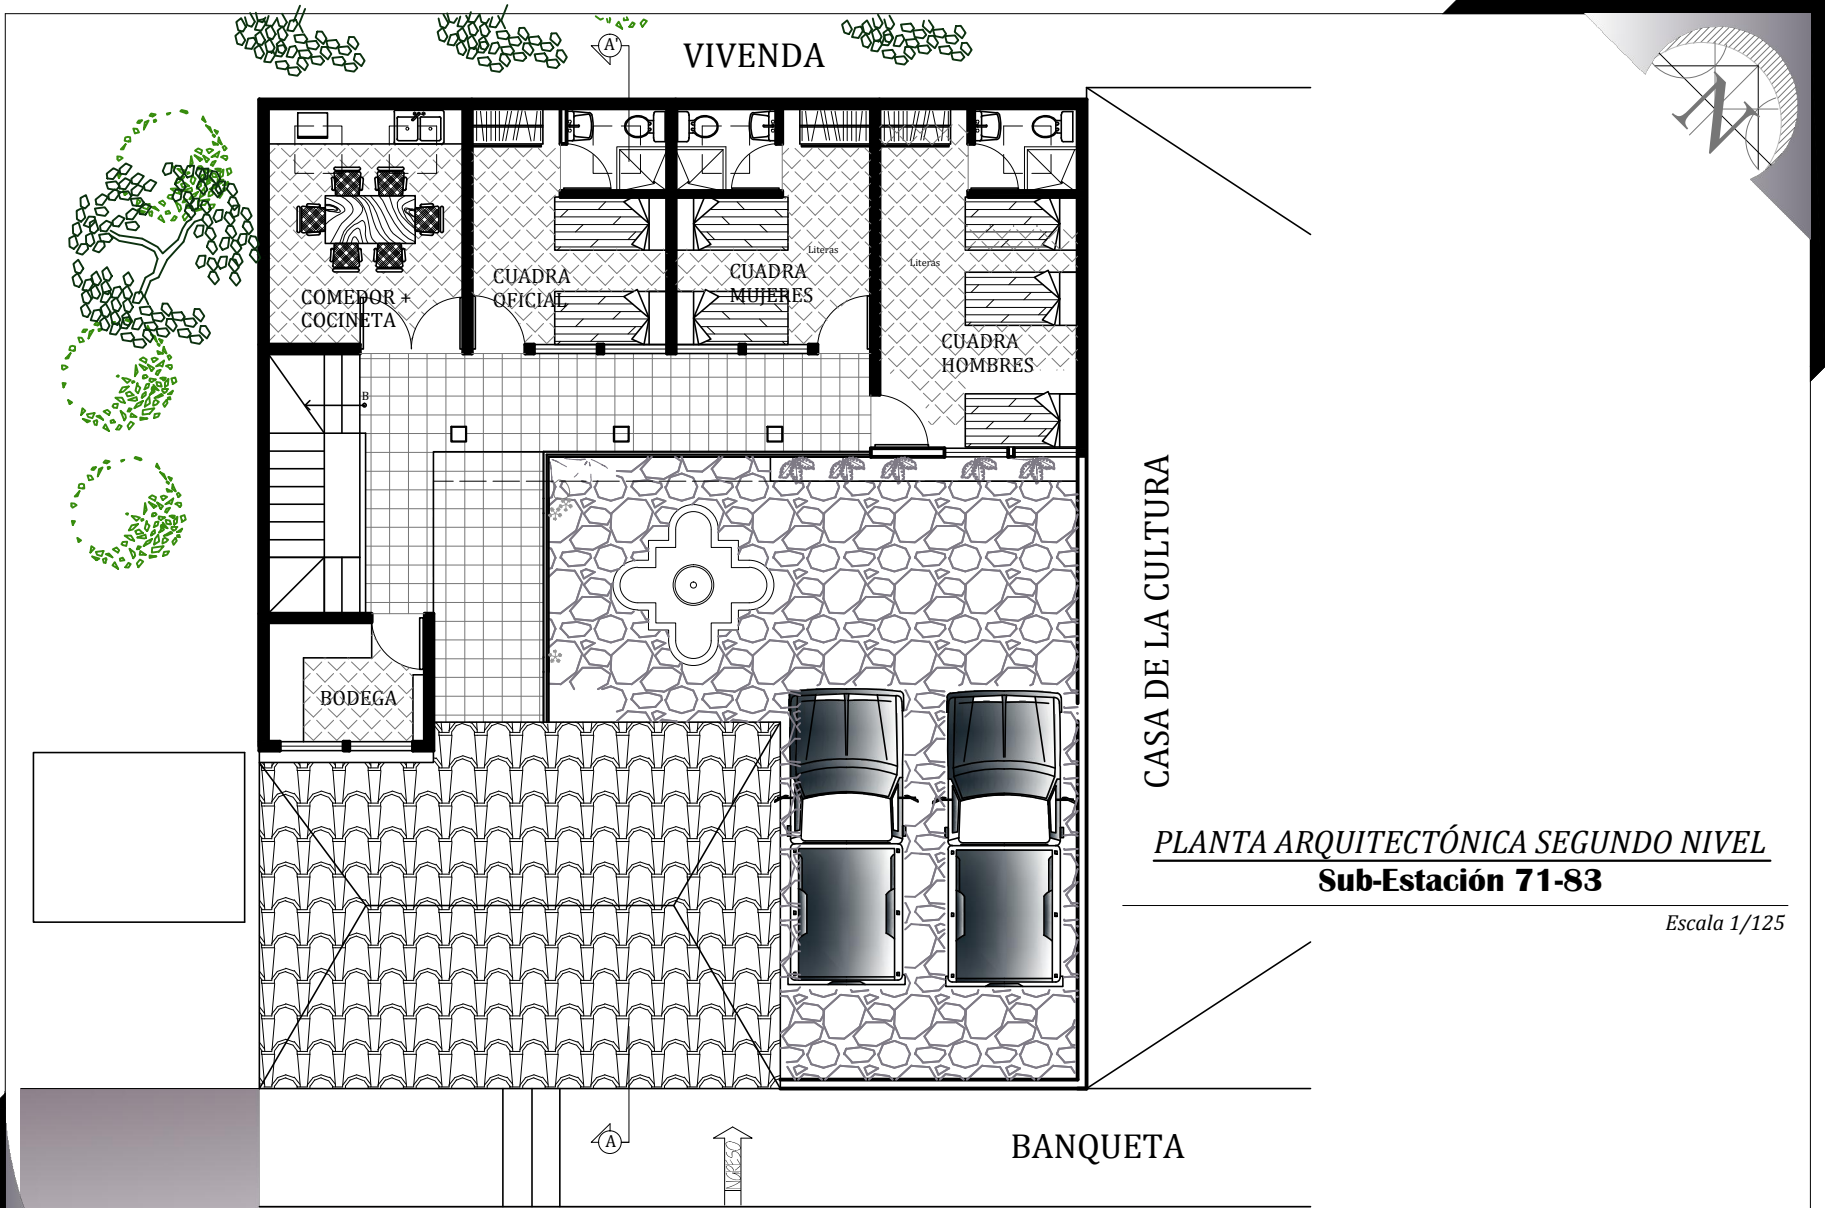 A'
VIVENDA
N
Literas
Literas
CUADRA
OFICIAL
CUADRA
MUJERES
COMEDOR +
COCINETA
CUADRA
HOMBRES
B
CASA DE LA CULTURA
BODEGA
PLANTA ARQUITECTÓNICA SEGUNDO NIVEL
Sub-Estación 71-83
Escala 1/125
A
INGRESO
BANQUETA